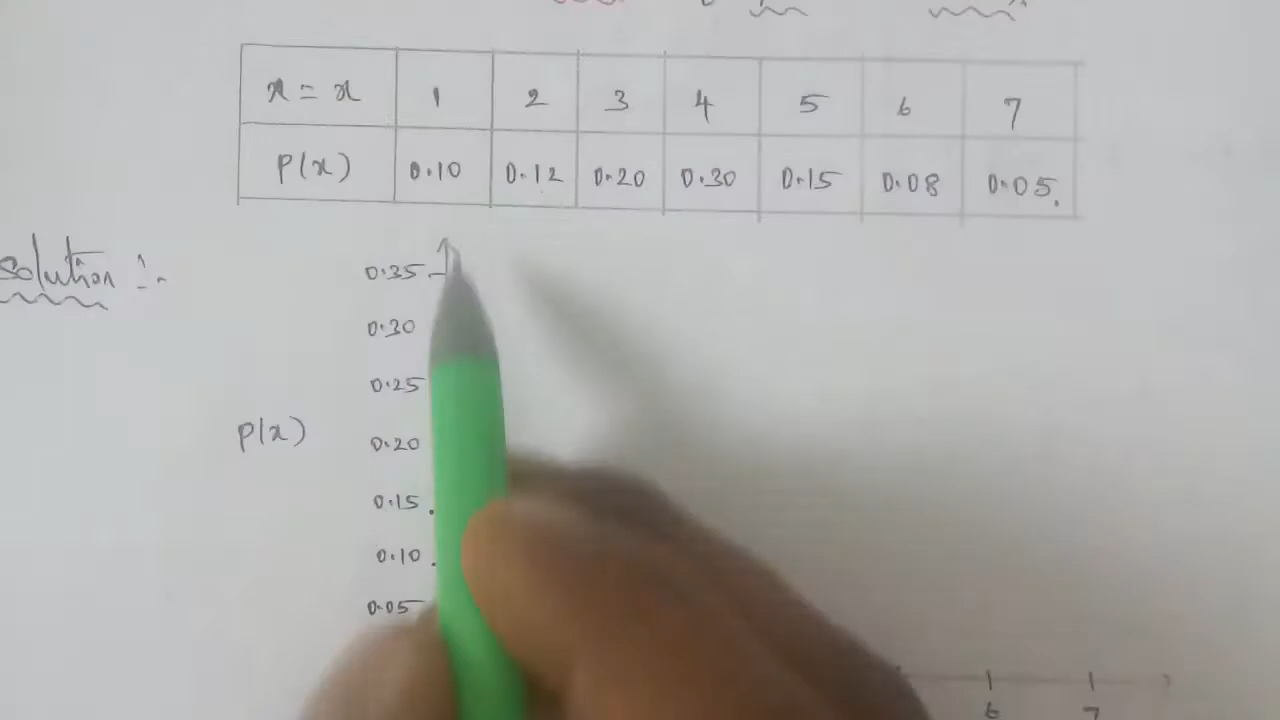 x = x 1 2 3 4 5 6 7
P(x) 0.10 0.12 0.20 0.30 0.15 0.08 0.05.
Solution :-
0.35
0.30
0.25
P(x) 0.20
0.15
0.10
0.05
6 7